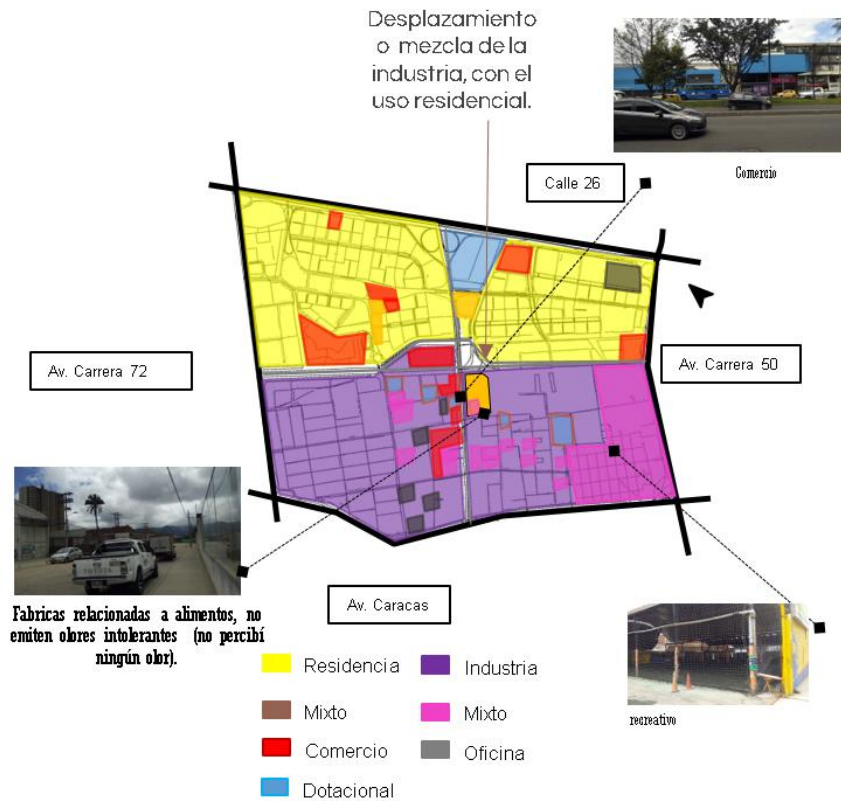 Desplazamiento
o mezcla de la
industria, con el
uso residencial.
Comercio
Calle 26
Av. Carrera 72
Av. Carrera 50
Fabricas relacionadas a alimentos, no
emiten olores intolerantes (no percibí
ningún olor).
Av. Caracas
recreativo
Residencia
Industria
Mixto
Mixto
Comercio
Oficina
Dotacional